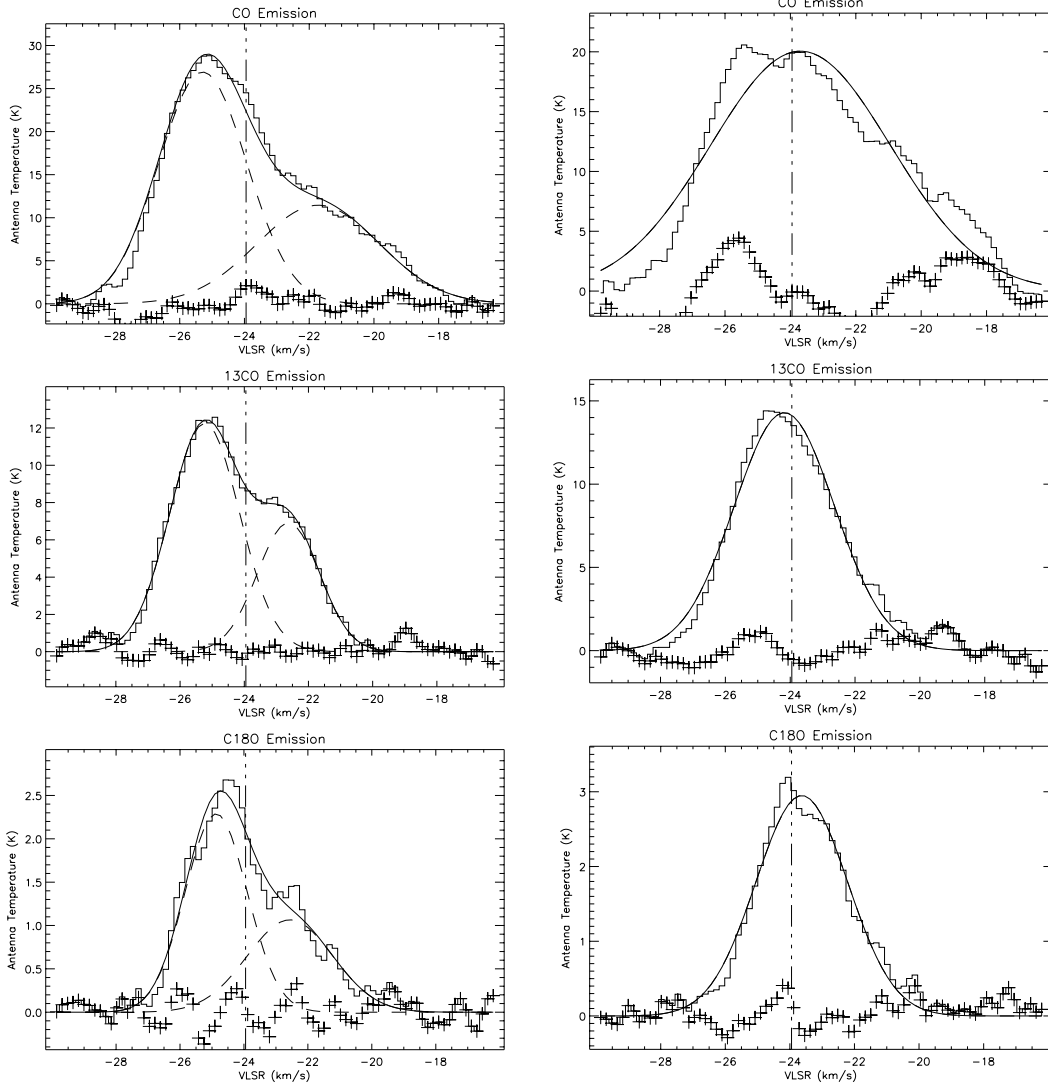 CO Emission
30
25
20
15
10
5
0
Antenna Temperature (K)
−28 −26 −24 −22 −20 −18
VLSR (km/s)
CO Emission
20
15
10
5
0
Antenna Temperature (K)
−28 −26 −24 −22 −20 −18
VLSR (km/s)
13CO Emission
12
10
8
6
4
2
0
Antenna Temperature (K)
−28 −26 −24 −22 −20 −18
VLSR (km/s)
13CO Emission
15
10
5
0
Antenna Temperature (K)
−28 −26 −24 −22 −20 −18
VLSR (km/s)
C18O Emission
2.5
2.0
1.5
1.0
0.5
0.0
Antenna Temperature (K)
−28 −26 −24 −22 −20 −18
VLSR (km/s)
C18O Emission
3
2
1
0
Antenna Temperature (K)
−28 −26 −24 −22 −20 −18
VLSR (km/s)